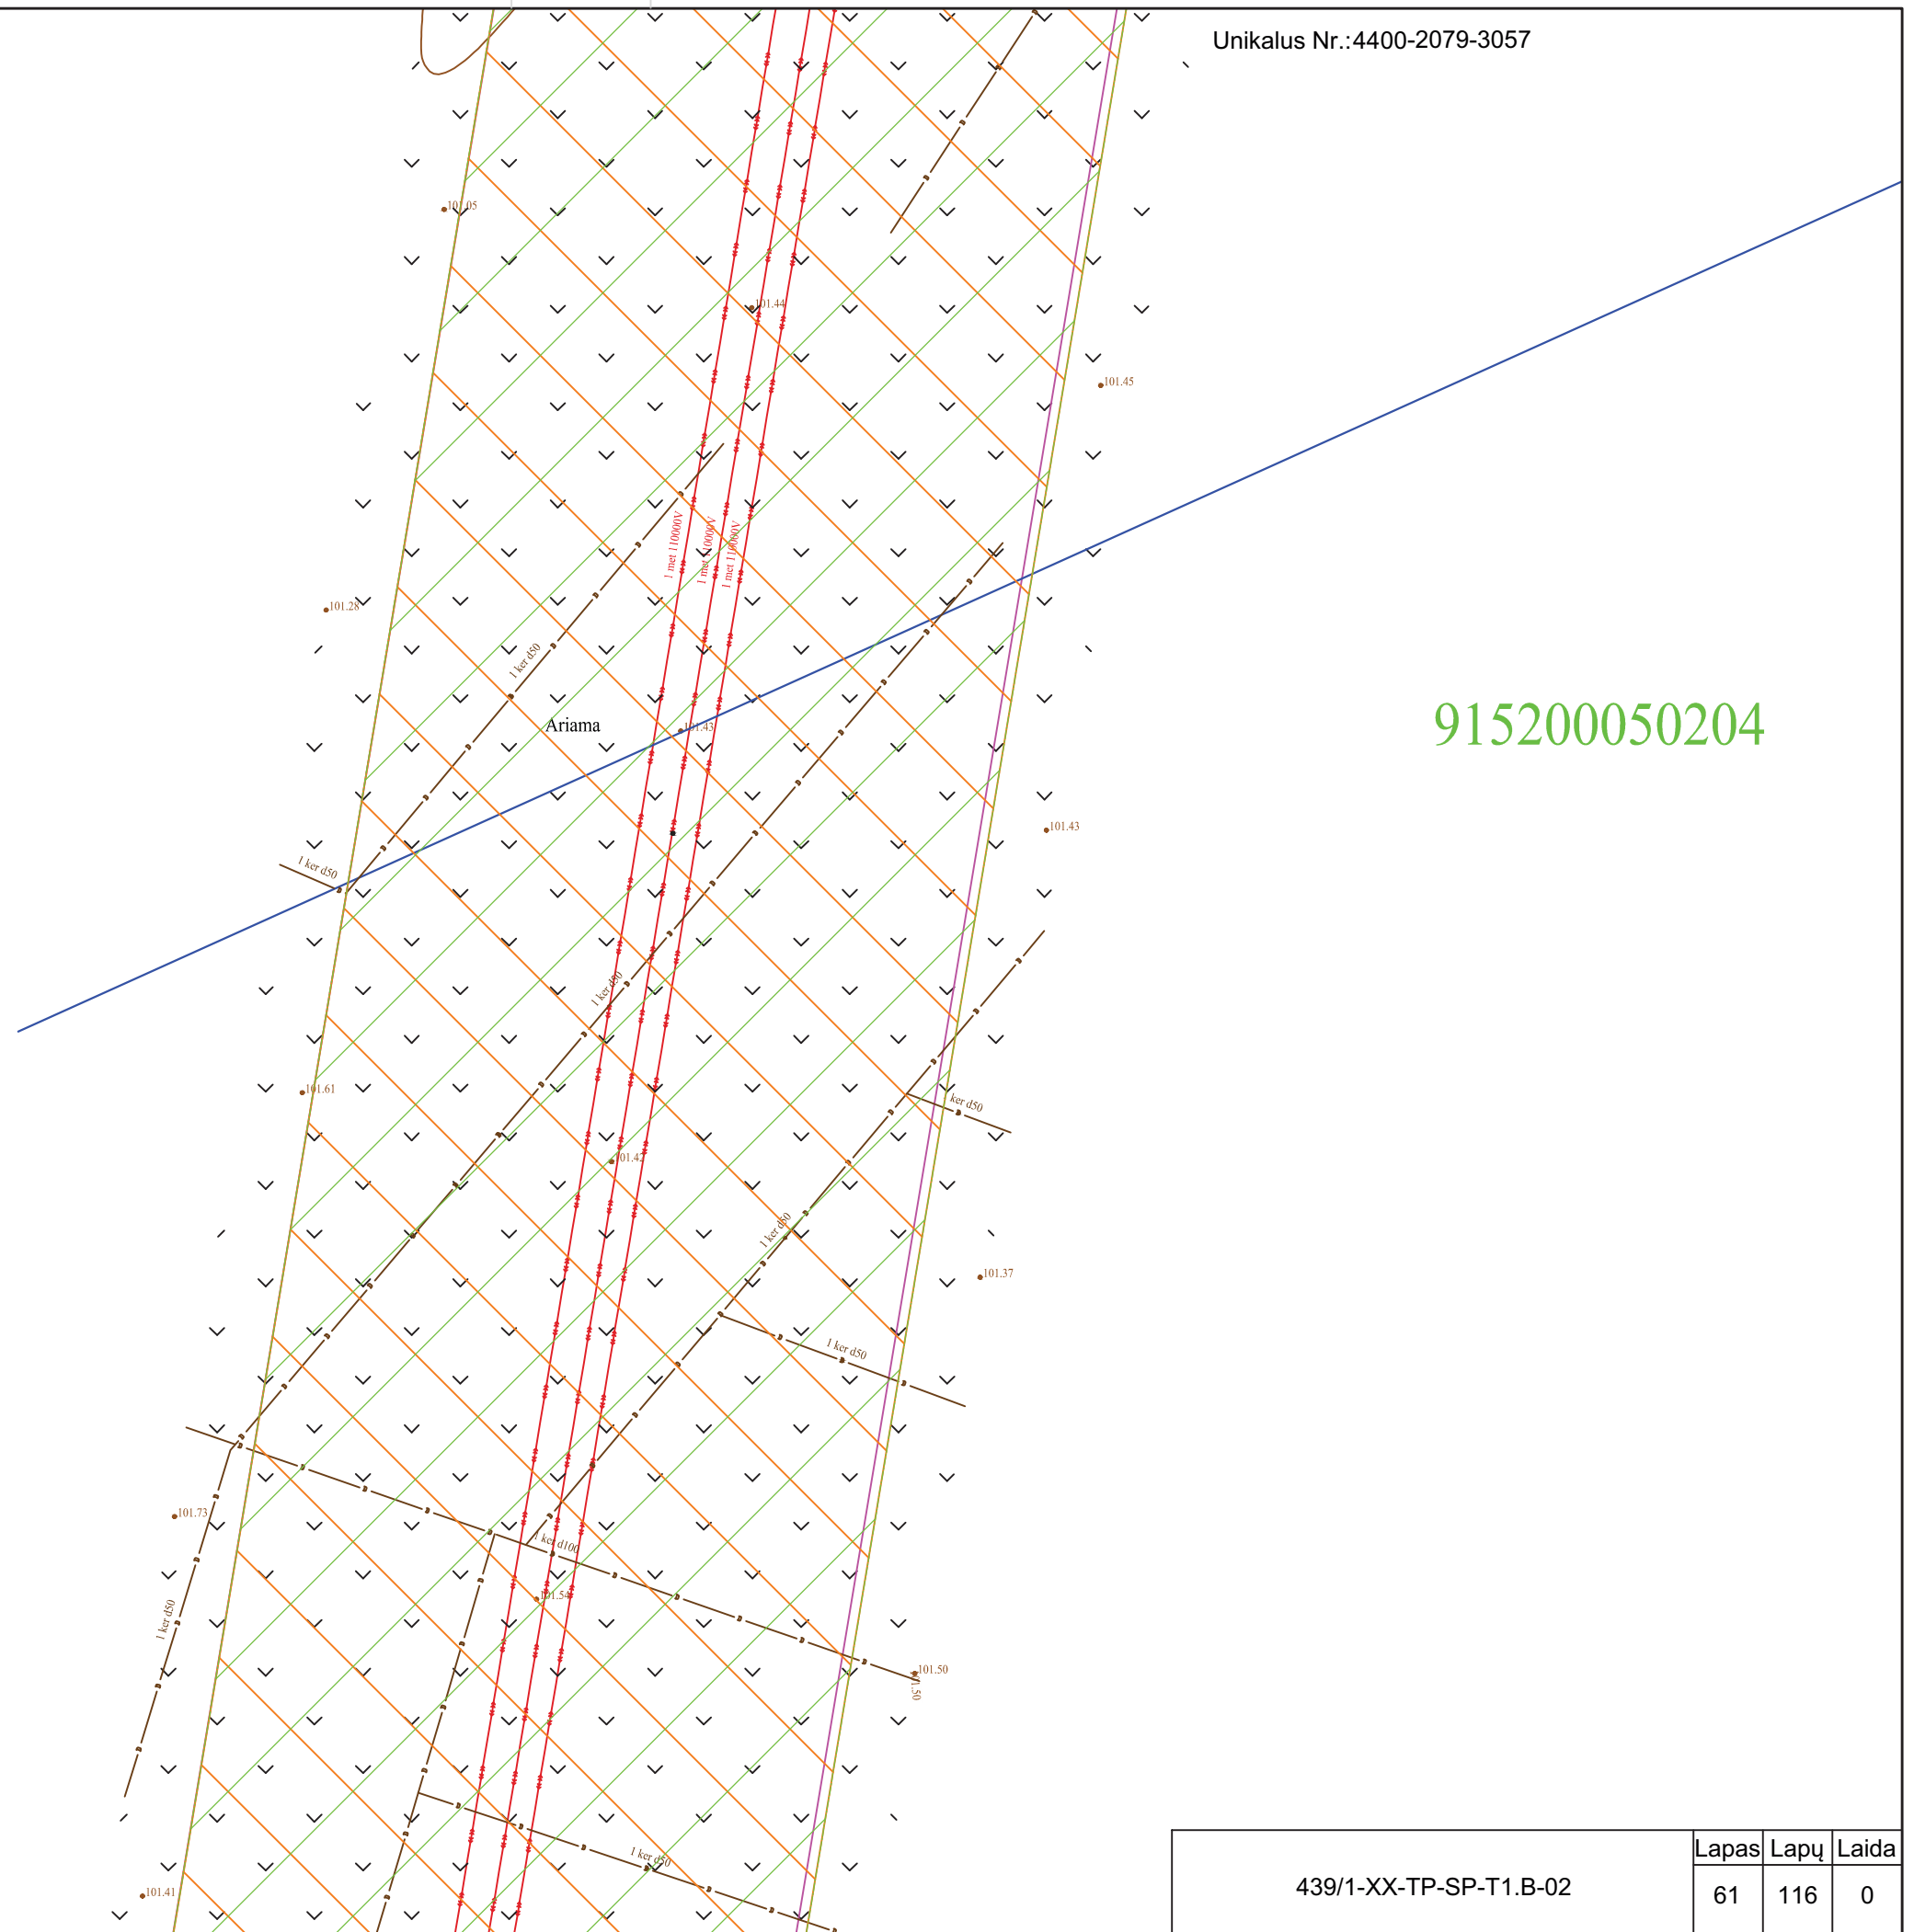 Unikalus Nr.:4400-2079-3057
101.05
101.44
101.45
1 met 110000V
1 met 110000V
1 met 110000V
101.28
1 ker d50
Ariama
101.43
915200050204
101.43
1 ker d50
1 ker d50
101.61
ker d50
101.42
1 ker d50
101.37
1 ker d50
101.73
1 ker d100
101.54
1 ker d50
101.50
101.50
1 ker d50
101.41
439/1-XX-TP-SP-T1.B-02
Lapas Lapų Laida
61 116 0